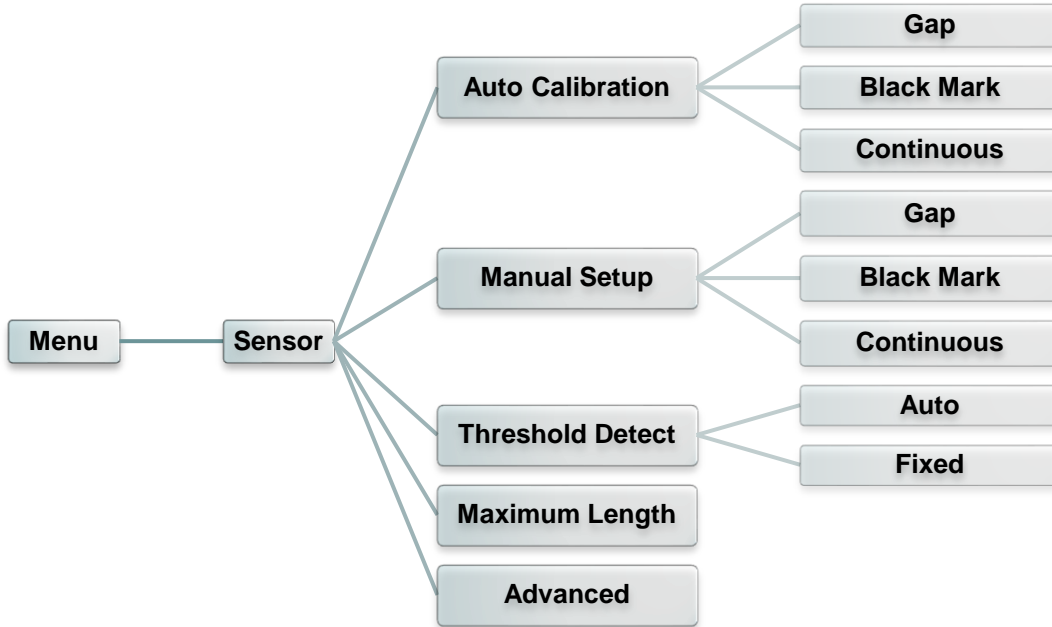 Menu
Sensor
Auto Calibration
Gap
Black Mark
Continuous
Manual Setup
Gap
Black Mark
Continuous
Threshold Detect
Auto
Fixed
Maximum Length
Advanced